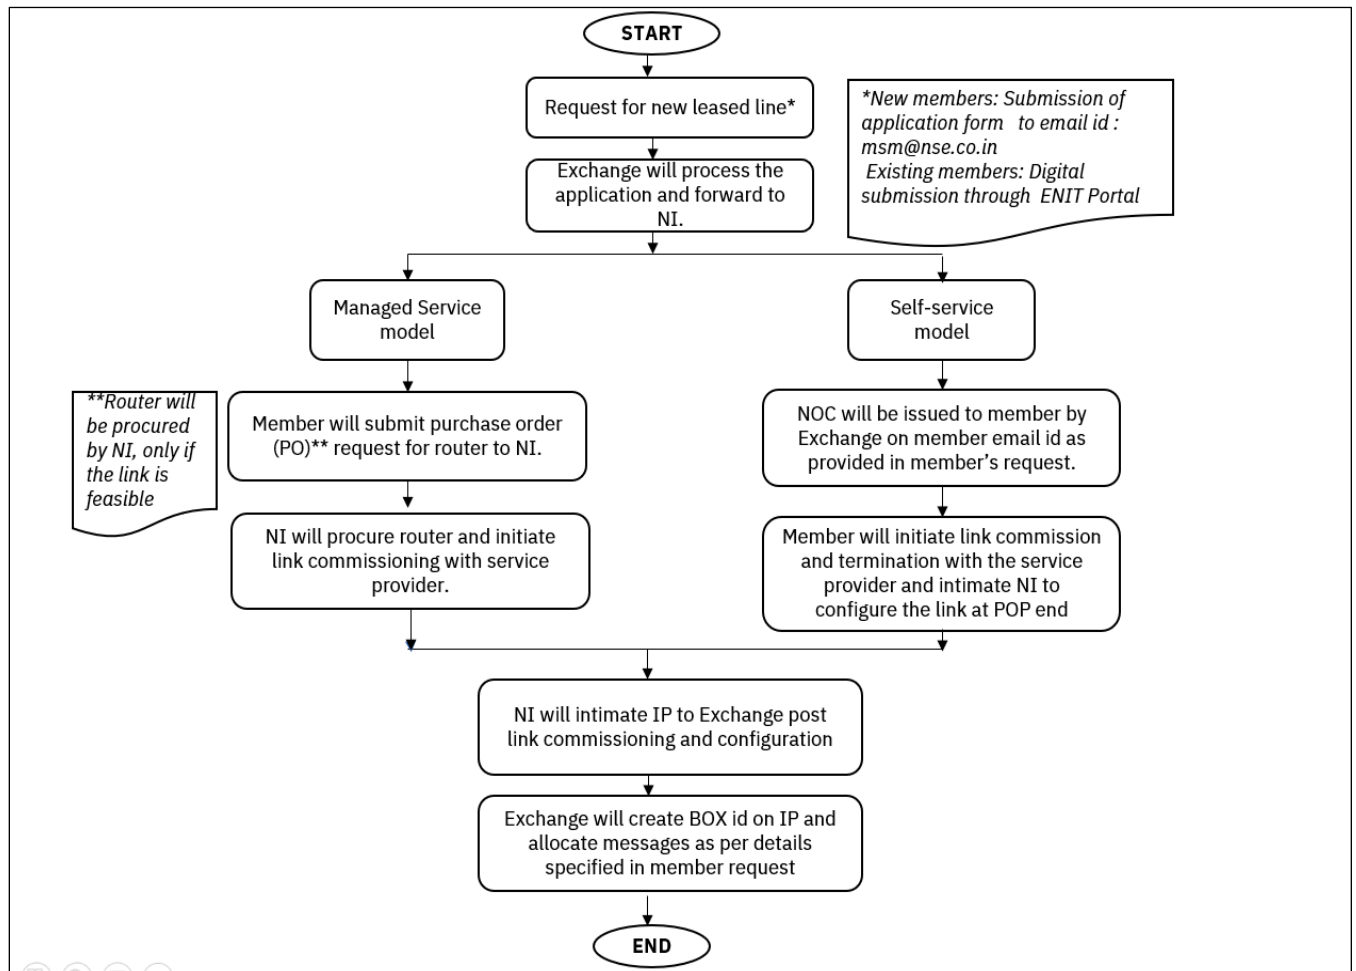 START
Request for new leased line*
*New members: Submission of
application form to email id :
msm@nse.co.in
Existing members: Digital
submission through ENIT Portal
Exchange will process the
application and forward to
NI.
Managed Service
model
Self-service
model
**Router will
be procured
by NI, only if
the link is
feasible
Member will submit purchase order
(PO)** request for router to NI.
NOC will be issued to member by
Exchange on member email id as
provided in member’s request.
NI will procure router and initiate
link commissioning with service
provider.
Member will initiate link commission
and termination with the service
provider and intimate NI to
configure the link at POP end
NI will intimate IP to Exchange post
link commissioning and configuration
Exchange will create BOX id on IP and
allocate messages as per details
specified in member request
END